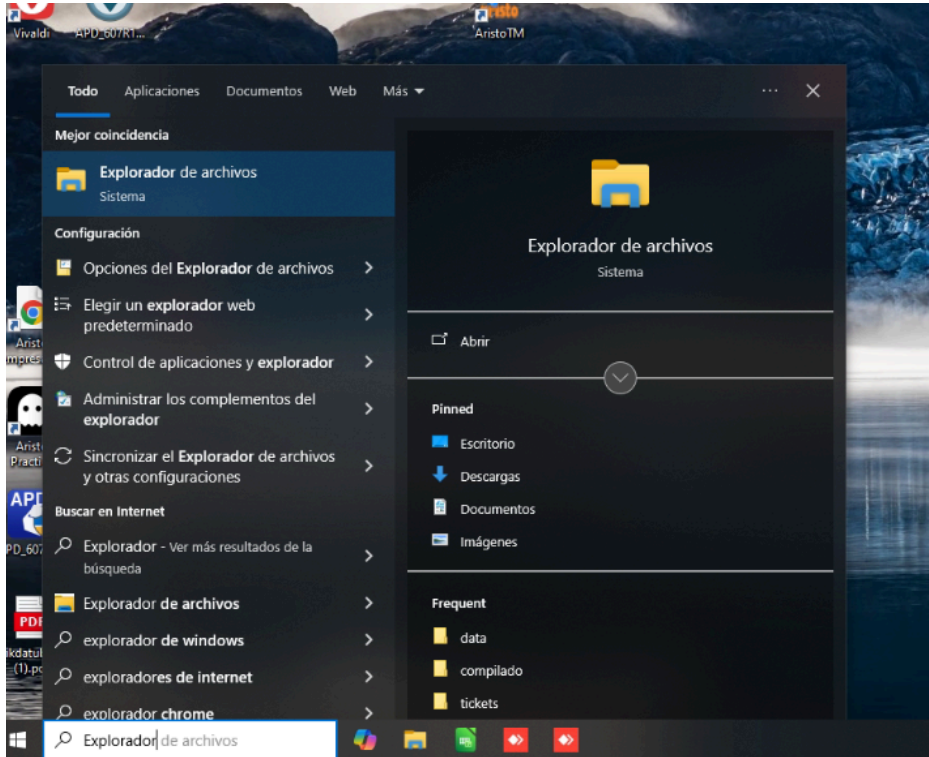 Vivaldi
APD_607R1...
AristoTM
Todo
Aplicaciones
Documentos
Web
Más
Mejor coincidencia
Explorador de archivos
Sistema
Configuración
Opciones del Explorador de archivos
Elegir un explorador web
predeterminado
Control de aplicaciones y explorador
Administrar los complementos del
explorador
Sincronizar el Explorador de archivos
y otras configuraciones
Buscar en Internet
Explorador - Ver más resultados de la
búsqueda
Explorador de archivos
explorador de windows
exploradores de internet
explorador chrome
Explorador de archivos
Explorador de archivos
Sistema
Abrir
Pinned
Escritorio
Descargas
Documentos
Imágenes
Frequent
data
compilado
tickets
PDF